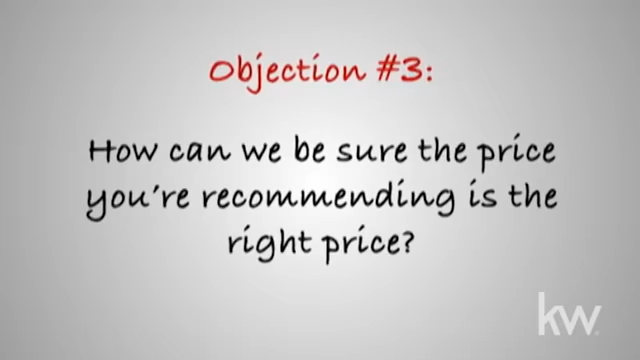 Objection #3:
How can we be sure the price
you're recommending is the
right price?
kw